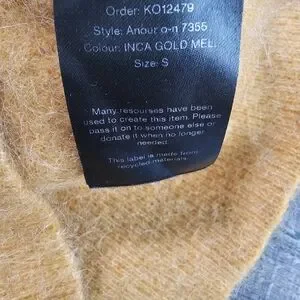 Order: KO12479
Style: Anour o-n 7355
Colour: INCA GOLD MEL.
Size: S
Many resourses have been
used to create this item. Please
pass it on to someone else or
donate it when no longer
needed.
This label is made from
recycled materials.